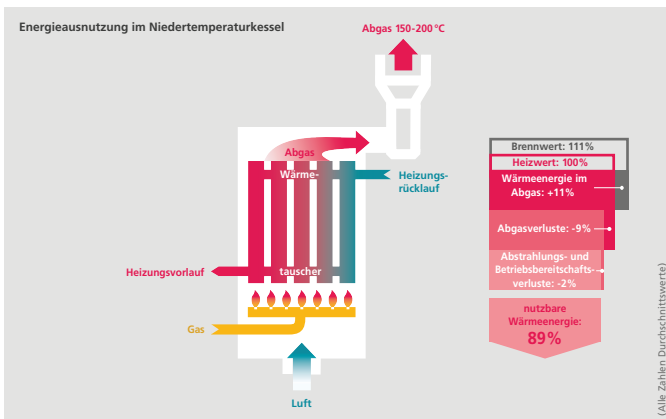 Energieausnutzung im Niedertemperaturkessel
Abgas 150-200 °C
Abgas
Wärme-
Heizungs-
rücklauf
Heizungsvorlauf
tauscher
Gas
Luft
Brennwert: 111%
Heizwert: 100%
Wärmeenergie im
Abgas: +11%
Abgasverluste: -9%
Abstrahlungs- und
Betriebsbereitschafts-
verluste: -2%
nutzbare
Wärmeenergie:
89%
(Alle Zahlen Durchschnittswerte)